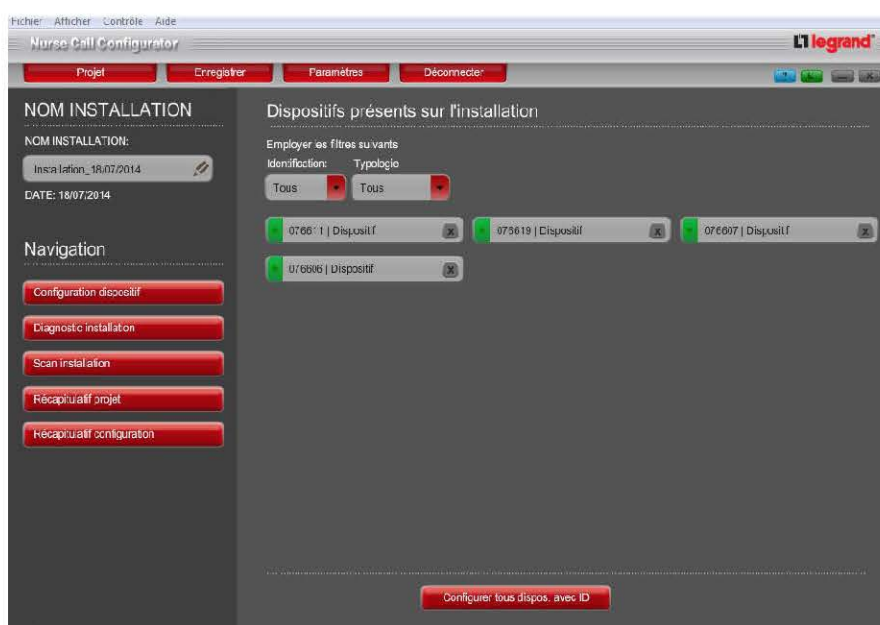 Fichier Afficher Contrôle Aide
Nurse Call Configurator
legrand
Projet Enregistrer Paramètres Déconnecter
NOM INSTALLATION
NOM INSTALLATION:
Installation_18/07/2014
DATE: 18/07/2014
Navigation
Configuration dispositif
Diagnostic installation
Scan installation
Récapitulatif projet
Récapitulatif configuration
Dispositifs présents sur l'installation
Employer les filtres suivants
Identification: Typologie
Tous Tous
076611 | Dispositif X
076619 | Dispositif X
076607 | Dispositif X
076606 | Dispositif X
Configurer tous dispos. avec ID